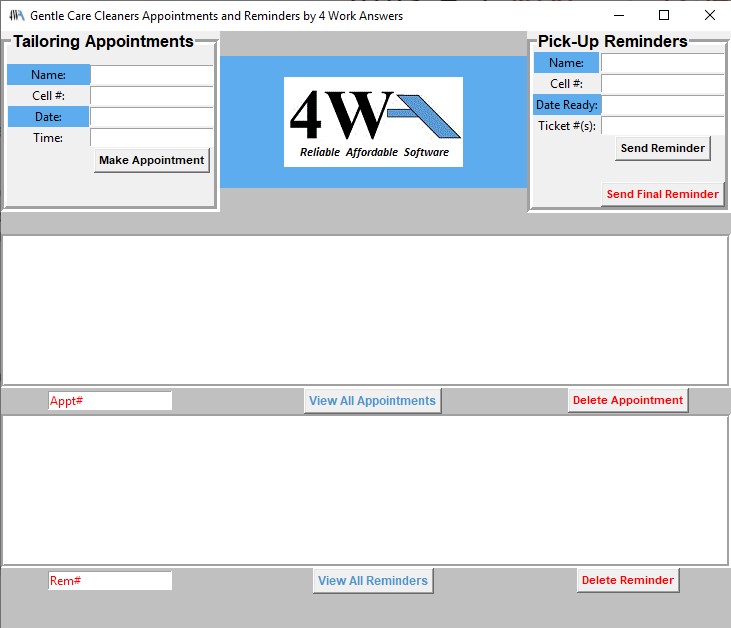 Gentle Care Cleaners Appointments and Reminders by 4 Work Answers
Tailoring Appointments
Name:
Cell #:
Date:
Time:
Make Appointment
4WA
Reliable Affordable Software
Pick-Up Reminders
Name:
Cell #:
Date Ready:
Ticket #(s):
Send Reminder
Send Final Reminder
Appt#
View All Appointments
Delete Appointment
Rem#
View All Reminders
Delete Reminder